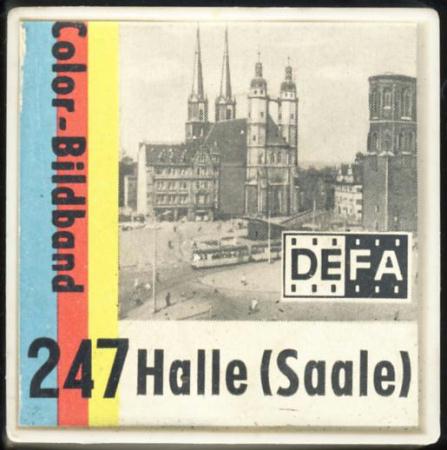 Color-Bildband
DEFA
247 Halle (Saale)